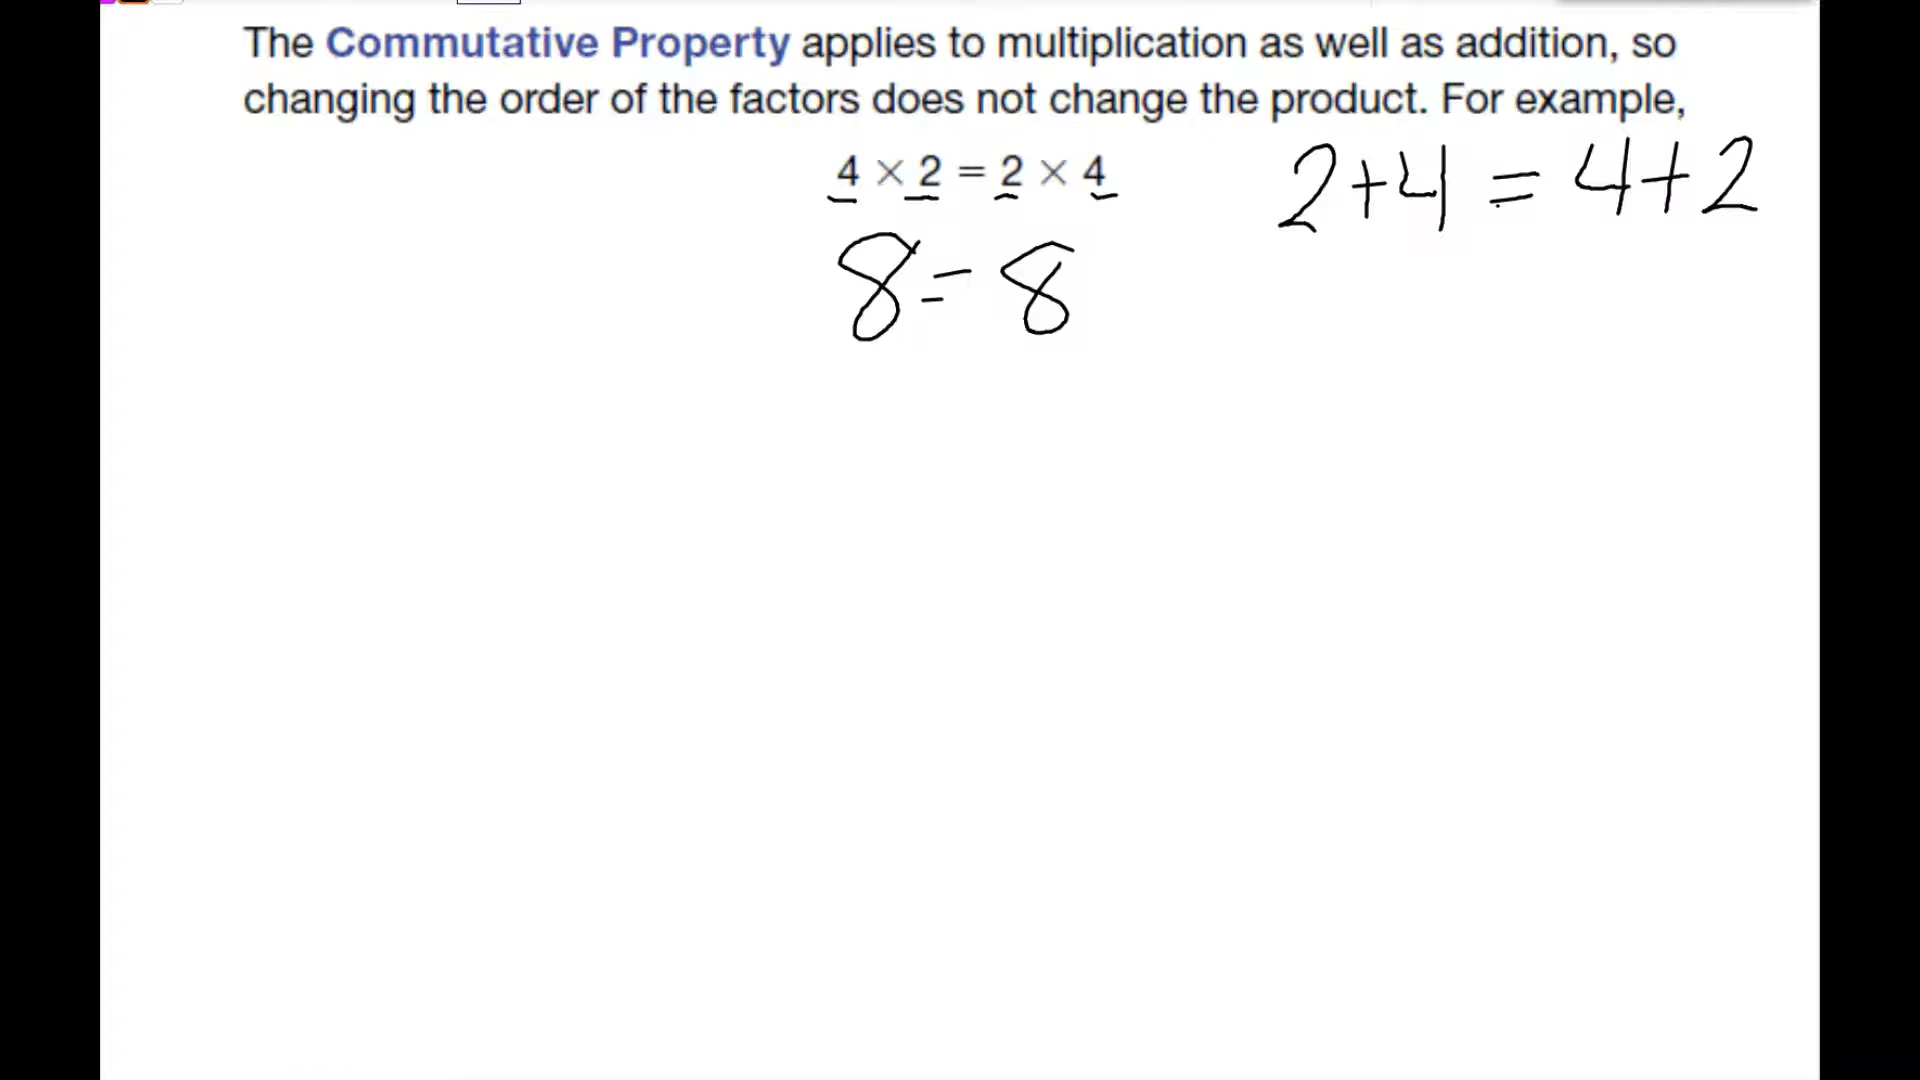 The Commutative Property applies to multiplication as well as addition, so
changing the order of the factors does not change the product. For example,
4 × 2 = 2 × 4
2+4 = 4+2
8 = 8